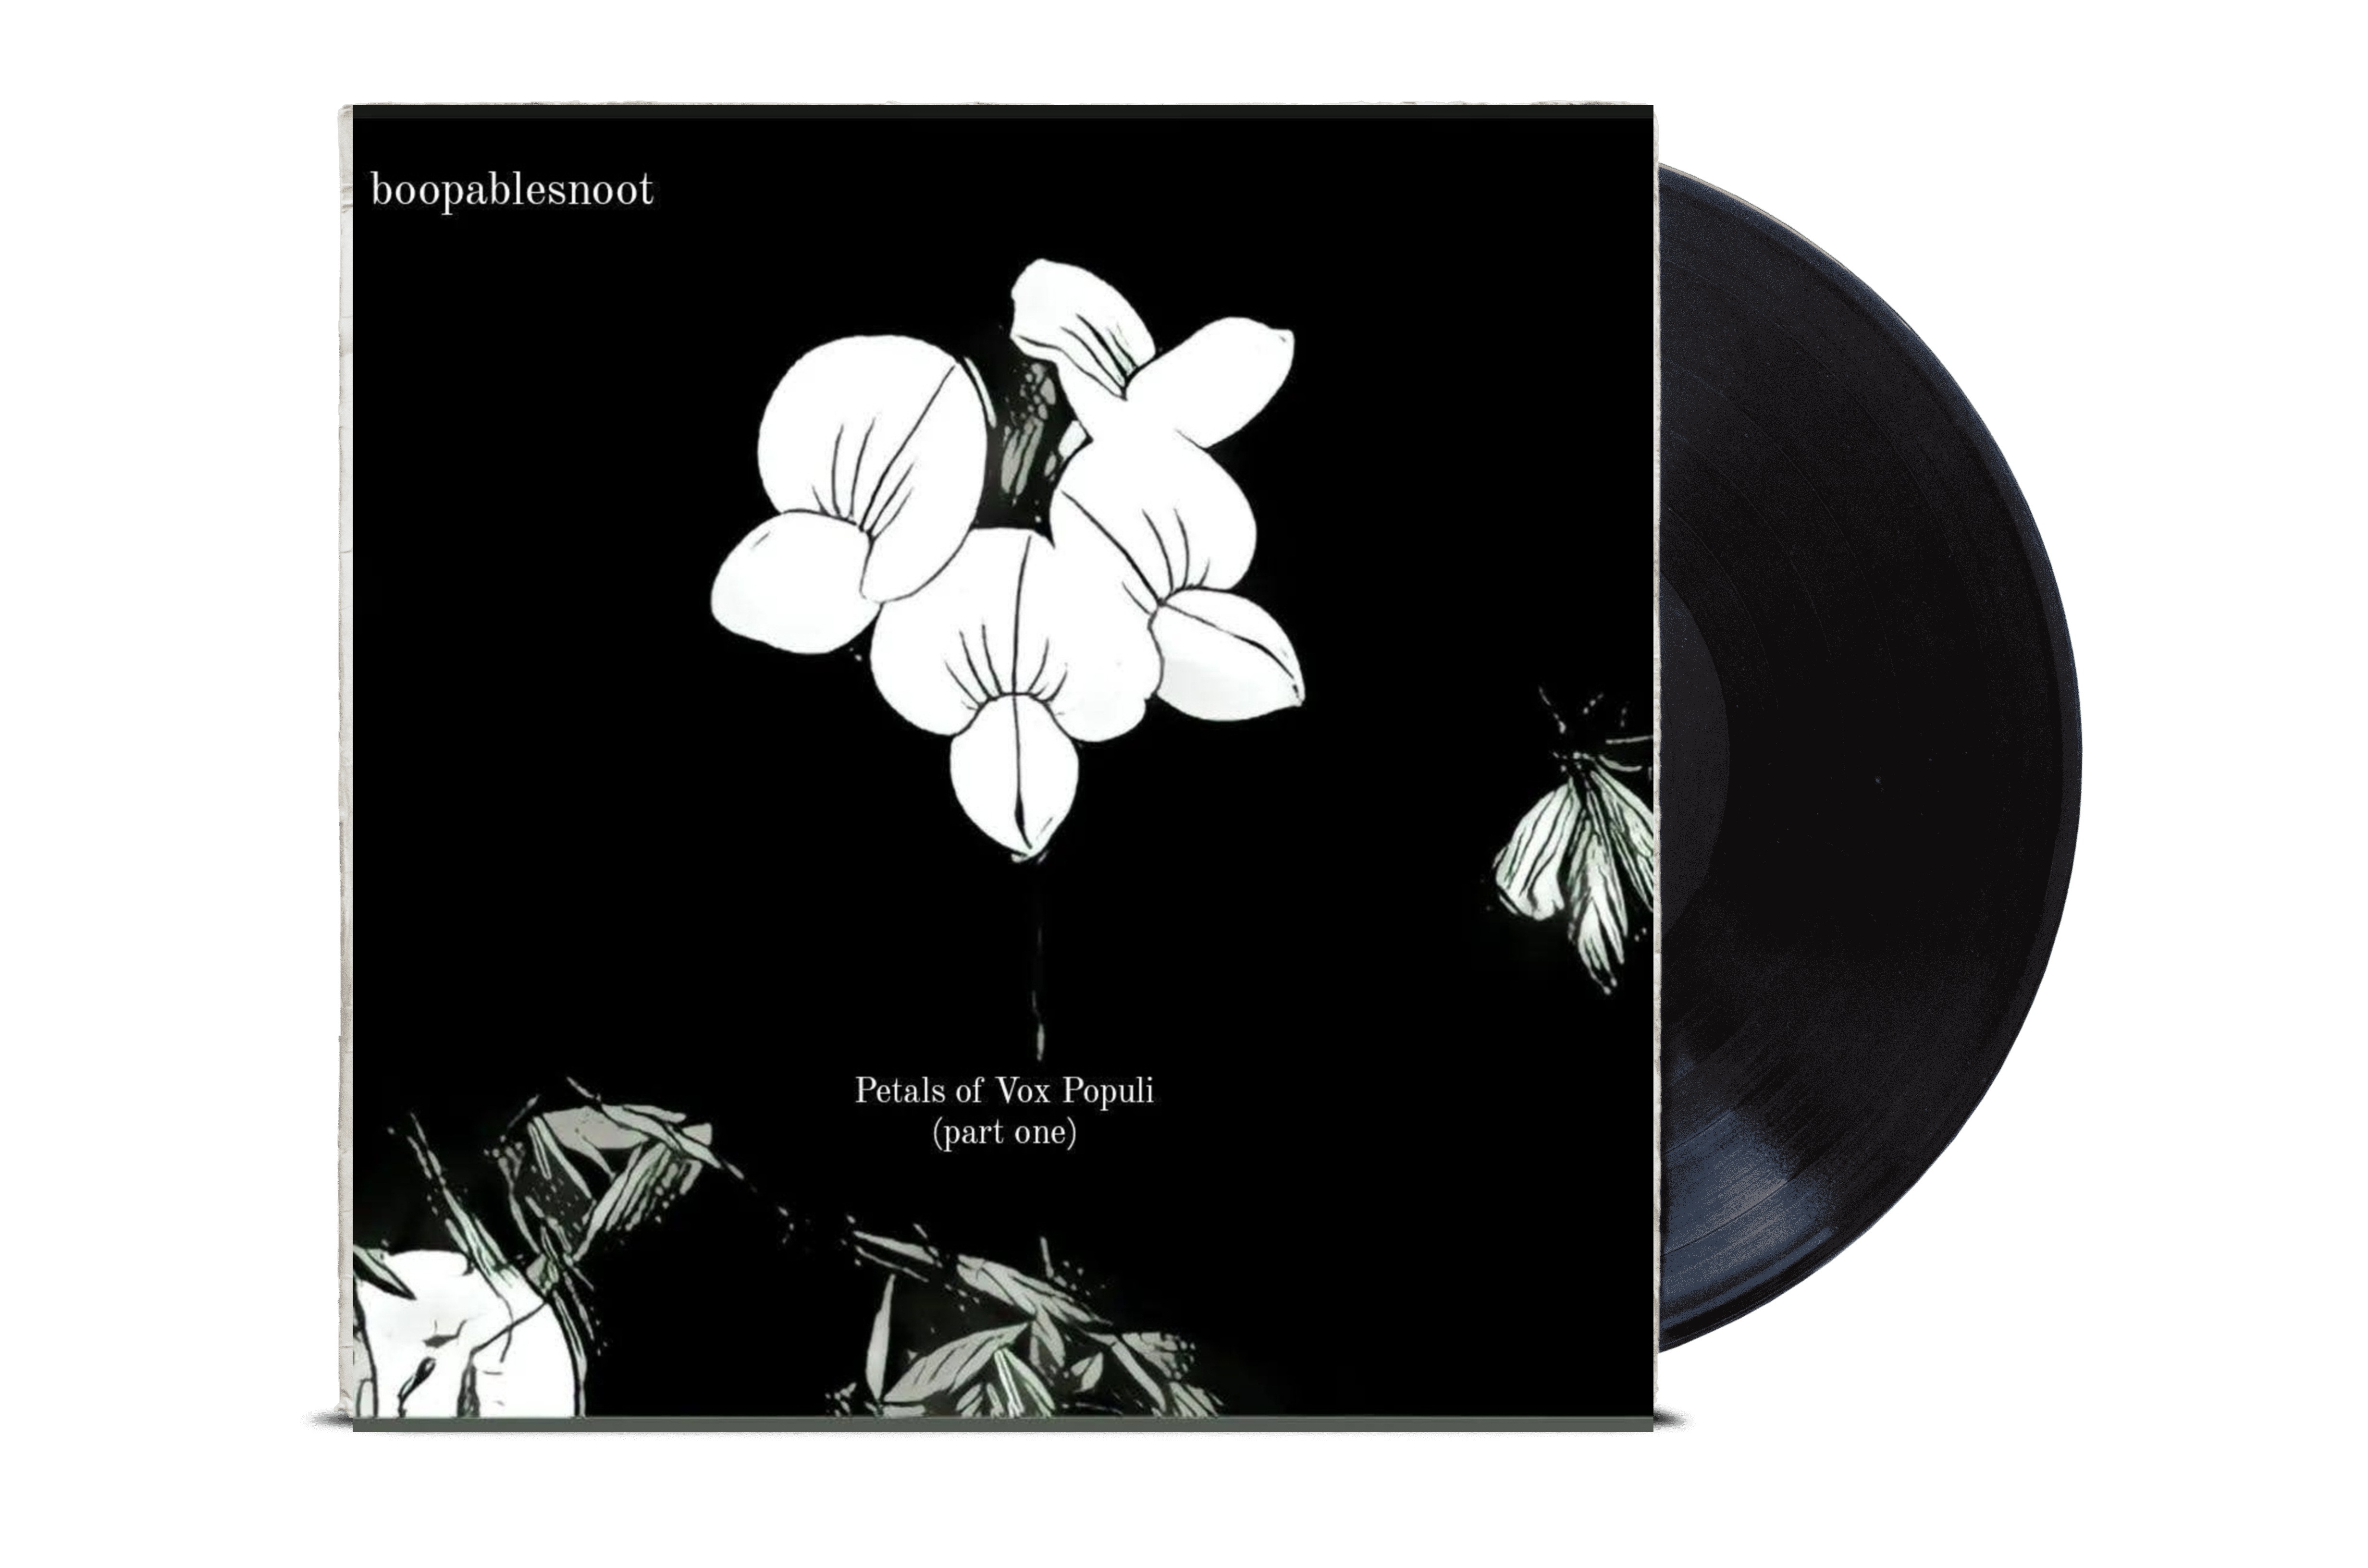 boopablesnoot
Petals of Vox Populi
(part one)